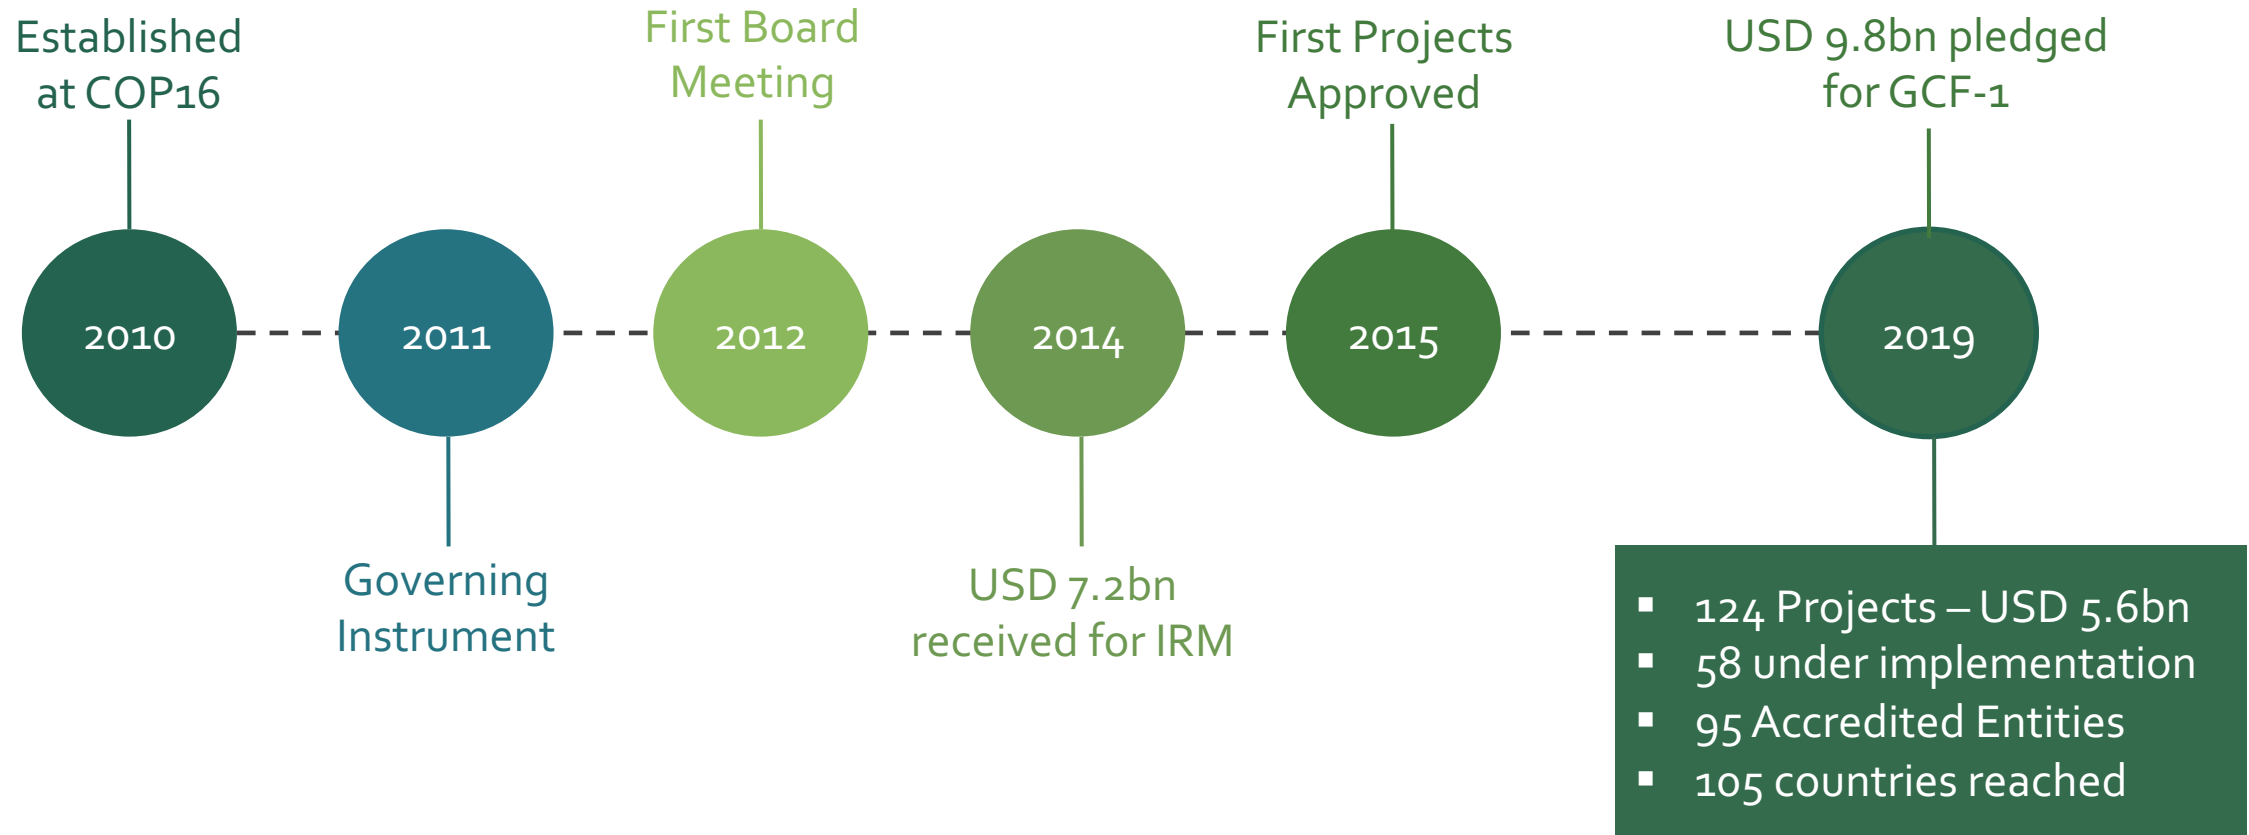 Established
at COP16
First Board
Meeting
First Projects
Approved
USD 9.8bn pledged
for GCF-1
2010
2011
2012
2014
2015
2019
Governing
Instrument
USD 7.2bn
received for IRM
▪ 124 Projects – USD 5.6bn
▪ 58 under implementation
▪ 95 Accredited Entities
▪ 105 countries reached